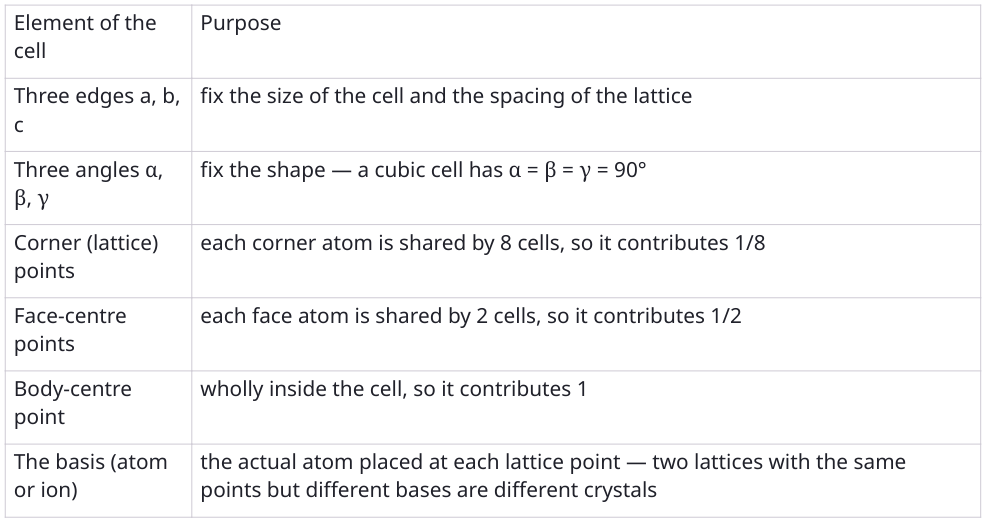 Element of the
cell
Purpose
Three edges a, b,
c
fix the size of the cell and the spacing of the lattice
Three angles α,
β, γ
fix the shape — a cubic cell has α = β = γ = 90°
Corner (lattice)
points
each corner atom is shared by 8 cells, so it contributes 1/8
Face-centre
points
each face atom is shared by 2 cells, so it contributes 1/2
Body-centre
point
wholly inside the cell, so it contributes 1
The basis (atom
or ion)
the actual atom placed at each lattice point — two lattices with the same
points but different bases are different crystals